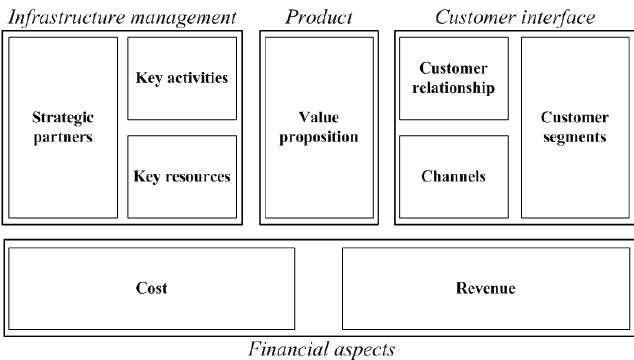 Infrastructure management
Product
Customer interface
Strategic
partners
Key activities
Key resources
Value
proposition
Customer
relationship
Channels
Customer
segments
Cost
Revenue
Financial aspects